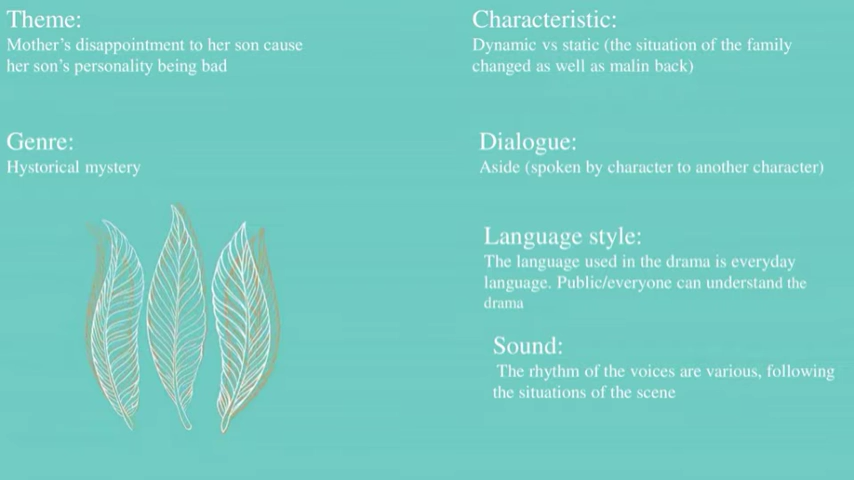 Theme:
Mother's disappointment to her son cause
her son's personality being bad
Genre:
Hystorical mystery
Characteristic:
Dynamic vs static (the situation of the family
changed as well as malin back)
Dialogue:
Aside (spoken by character to another character)
Language style:
The language used in the drama is everyday
language. Public/everyone can understand the
drama
Sound:
The rhythm of the voices are various, following
the situations of the scene